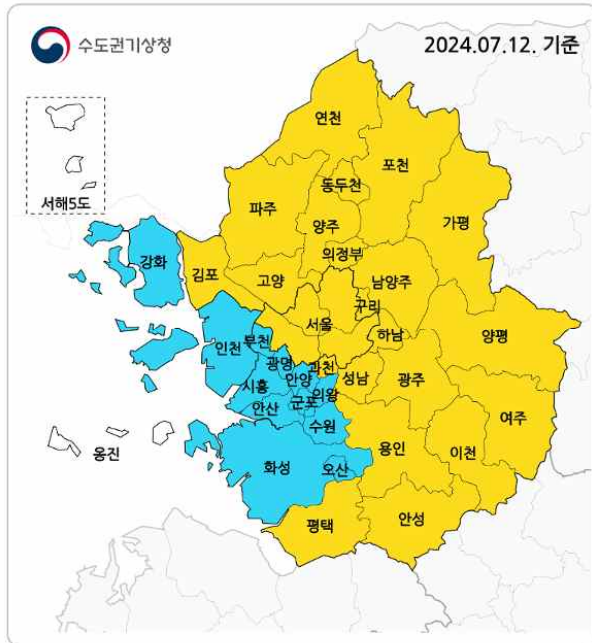 수도권기상청
2024.07.12. 기준
서해5도
연천
포천
동두천
파주
가평
양주
의정부
강화
김포
고양
남양주
구리
서울
하남
양평
인천
부천
광명
과천
안양
성남
광주
시흥
의왕
군포
안산
수원
여주
용인
이천
옹진
화성
오산
평택
안성